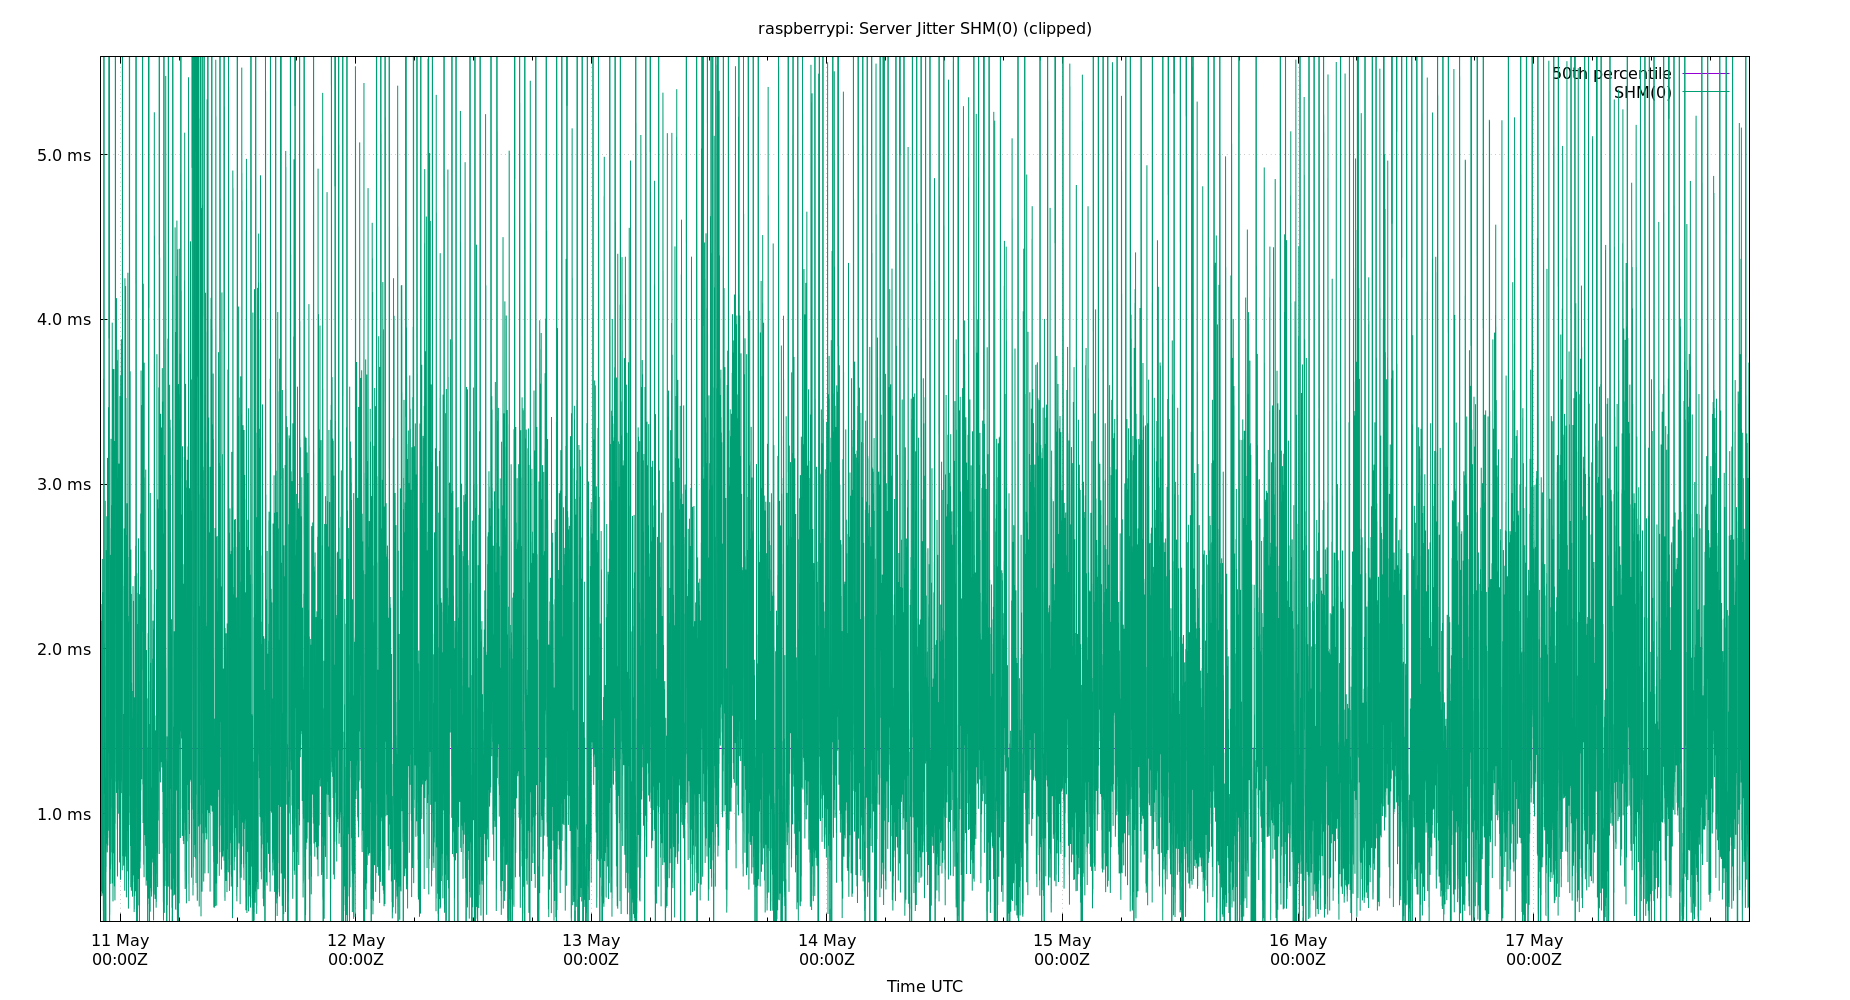 raspberrypi: Server Jitter SHM(0) (clipped)
50th percentile
SHM(0)
5.0 ms
4.0 ms
3.0 ms
2.0 ms
1.0 ms
11 May 12 May 13 May 14 May 15 May 16 May 17 May
00:00Z 00:00Z 00:00Z 00:00Z 00:00Z 00:00Z 00:00Z
Time UTC